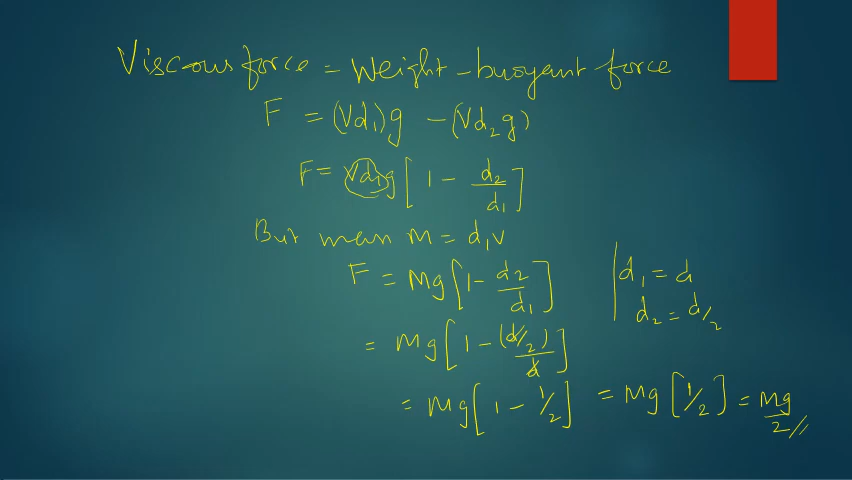 Viscous force = Weight - buoyant force
F = (Vd₁)g - (Vd₂g)
F = Vd₁g [1 - d₂/d₁]
But mass M = d₁v
F = Mg [1 - d₂/d₁]
d₁ = d
d₂ = d/2
= Mg [1 - (d/2)/d]
= Mg [1 - 1/2] = Mg [1/2] = Mg/2 //